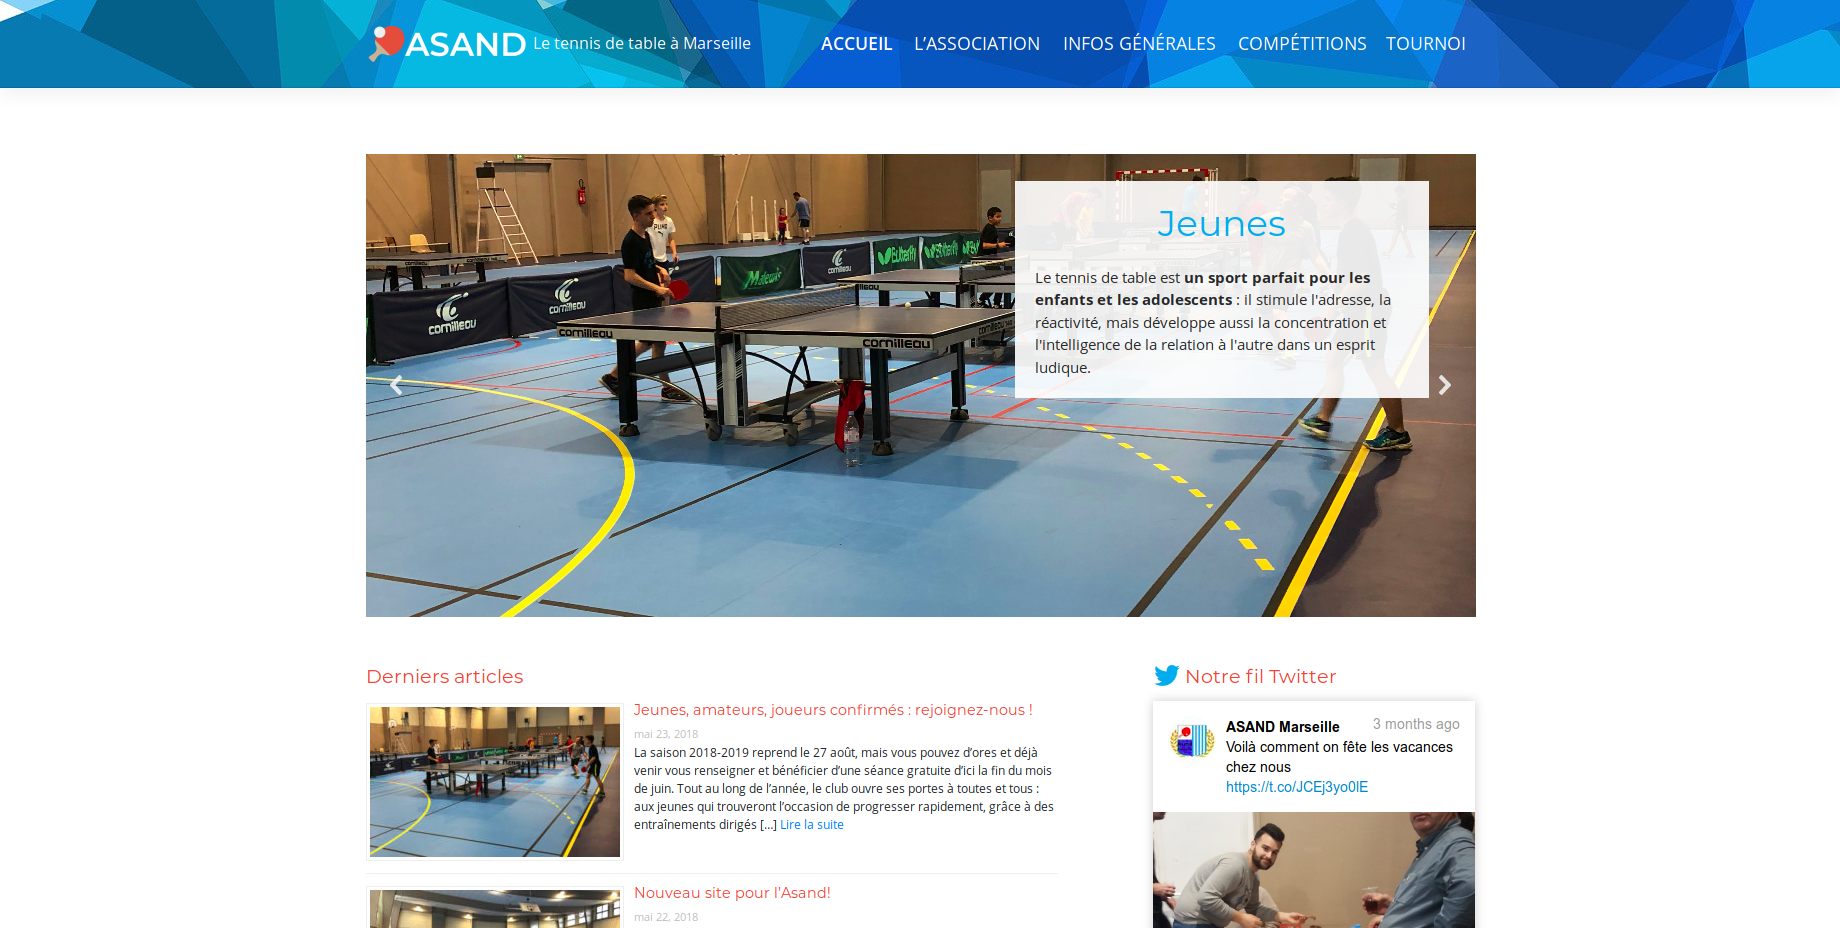 ASAND Le tennis de table à Marseille
ACCUEIL L’ASSOCIATION INFOS GÉNÉRALES COMPÉTITIONS TOURNOI
Jeunes
Le tennis de table est un sport parfait pour les
enfants et les adolescents : il stimule l'adresse, la
réactivité, mais développe aussi la concentration et
l'intelligence de la relation à l'autre dans un esprit
ludique.
cornilleau
cornilleau
Butterfly
cornilleau
cornilleau
cornilleau
Derniers articles
Jeunes, amateurs, joueurs confirmés : rejoignez-nous !
mai 23, 2018
La saison 2018-2019 reprend le 27 août, mais vous pouvez d’ores et déjà
venir vous renseigner et bénéficier d’une séance gratuite d’ici la fin du mois
de juin. Tout au long de l’année, le club ouvre ses portes à toutes et tous :
aux jeunes qui trouveront l’occasion de progresser rapidement, grâce à des
entraînements dirigés [...] Lire la suite
Nouveau site pour l’Asand!
mai 22, 2018
Notre fil Twitter
ASAND Marseille 3 months ago
Voilà comment on fête les vacances
chez nous
https://t.co/JCEj3yo0lE